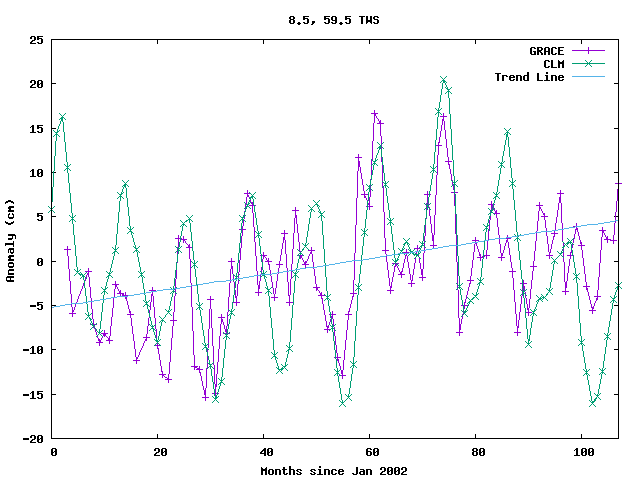 8.5, 59.5 TWS
GRACE
CLM
Trend Line
Anomaly (cm)
25
20
15
10
5
0
-5
-10
-15
-20
0 20 40 60 80 100
Months since Jan 2002